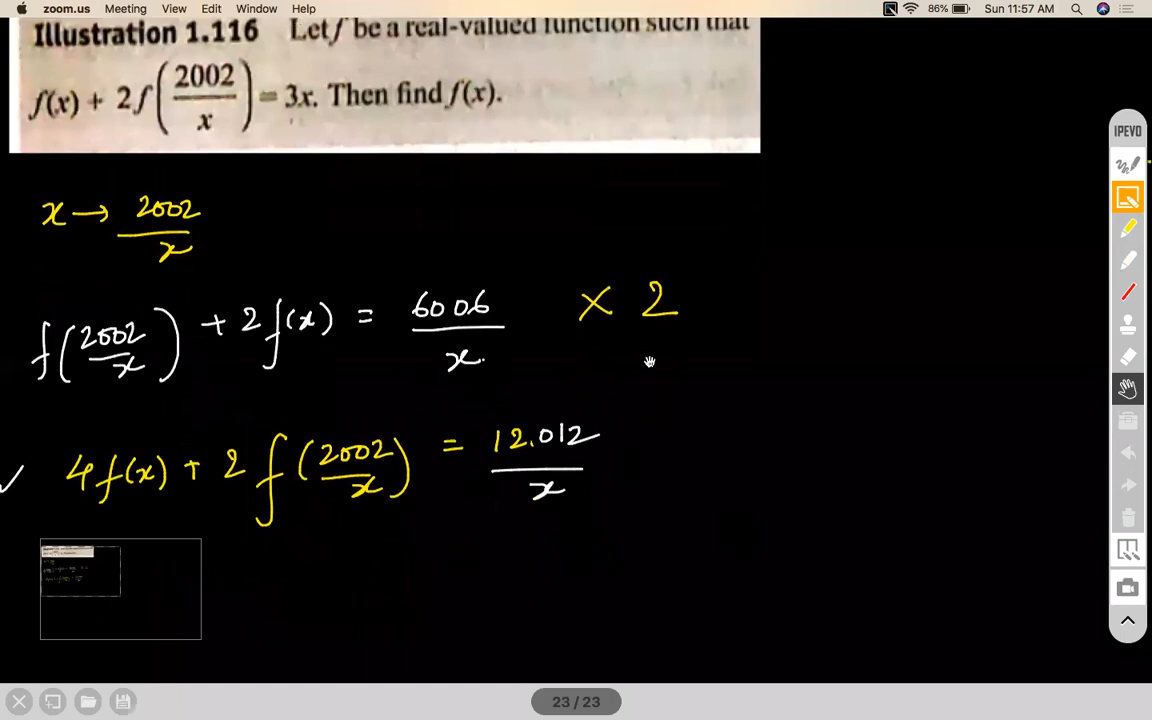 zoom.us Meeting View Edit Window Help 86% Sun 11:57 AM
Illustration 1.116 Let f be a real-valued function such that
f(x) + 2f(2002/x) = 3x. Then find f(x).
IPEVO
x → 2002/x
f(2002/x) + 2f(x) = 6006/x × 2
4f(x) + 2f(2002/x) = 12.012/x
23 / 23